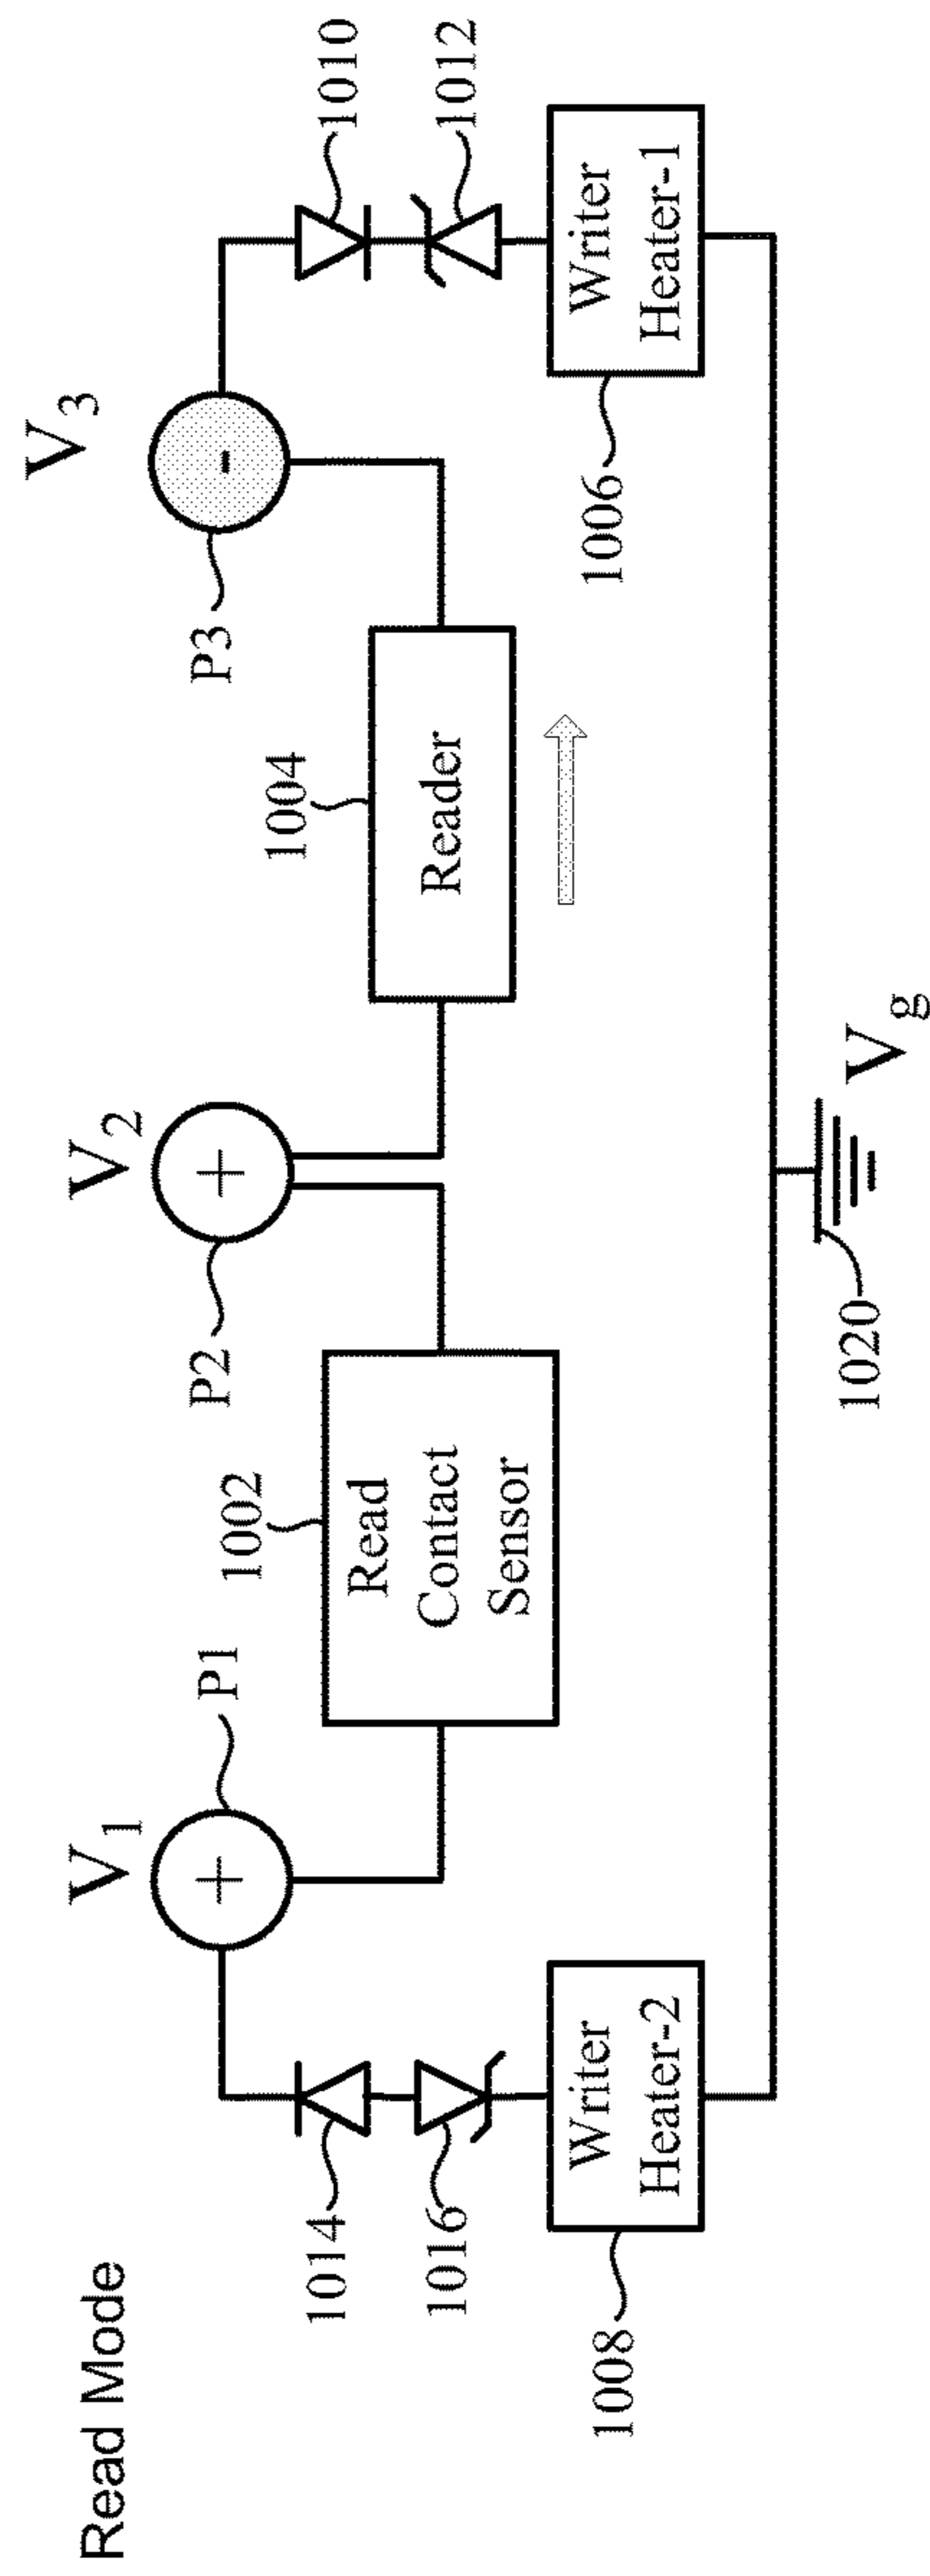 Read Mode
V1
V2
V3
P1
P2
P3
1002
1004
1014
1010
1016
1012
Read
Contact
Sensor
Reader
Writer
Heater-2
Writer
Heater-1
1008
1006
1020
Vg
+
+
-